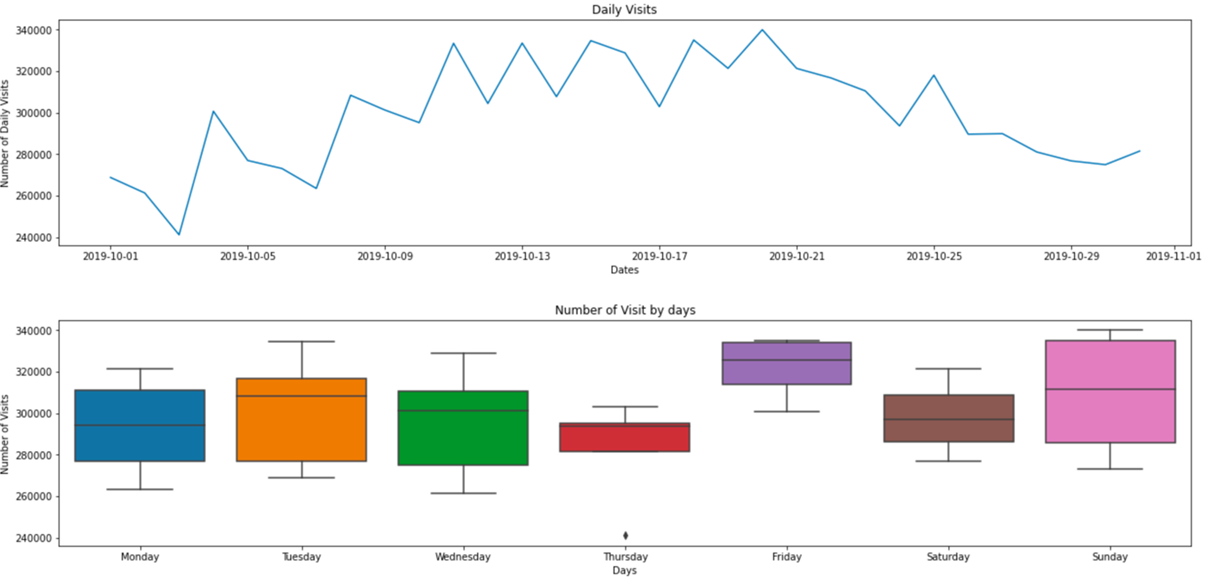 Daily Visits
340000
320000
300000
280000
260000
240000
Number of Daily Visits
2019-10-01 2019-10-05 2019-10-09 2019-10-13 2019-10-17 2019-10-21 2019-10-25 2019-10-29 2019-11-01
Dates
Number of Visit by days
340000
320000
300000
280000
260000
240000
Number of Visits
Monday Tuesday Wednesday Thursday Friday Saturday Sunday
Days